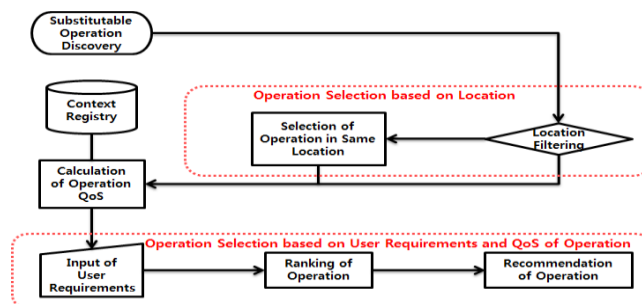 Substitutable
Operation
Discovery
Operation Selection based on Location
Context
Registry
Selection of
Operation in Same
Location
Location
Filtering
Calculation
of Operation
QoS
Operation Selection based on User Requirements and QoS of Operation
Input of
User
Requirements
Ranking
of Operation
Recommendation
of Operation